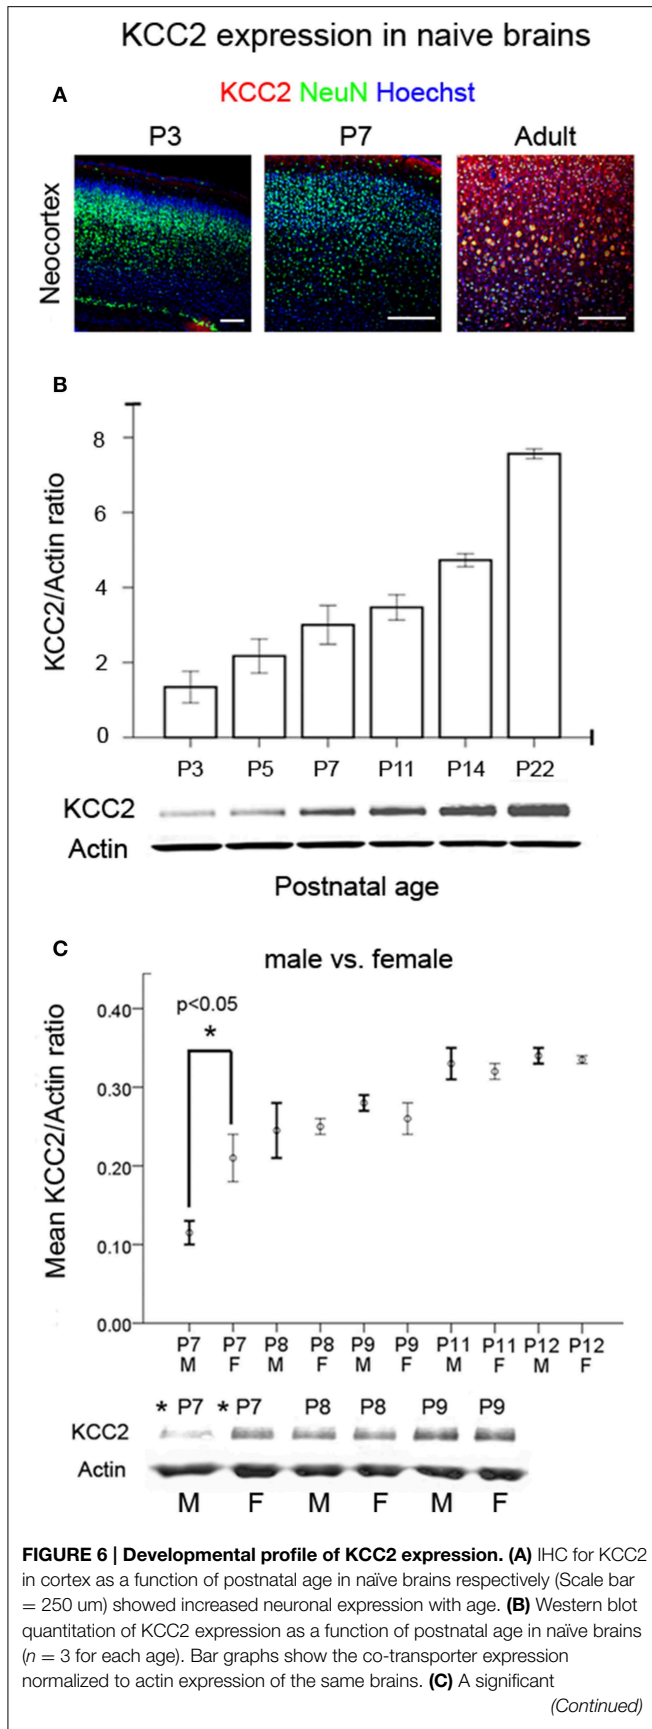 KCC2 expression in naive brains
A
KCC2 NeuN Hoechst
P3 P7 Adult
Neocortex
B
KCC2/Actin ratio
8
6
4
2
0
P3 P5 P7 P11 P14 P22
KCC2
Actin
Postnatal age
C
male vs. female
p<0.05
*
Mean KCC2/Actin ratio
0.40
0.30
0.20
0.10
0.00
P7 P7 P8 P8 P9 P9 P11 P11 P12 P12
M F M F M F M F M F
* P7 * P7 P8 P8 P9 P9
KCC2
Actin
M F M F M F
FIGURE 6 | Developmental profile of KCC2 expression. (A) IHC for KCC2
in cortex as a function of postnatal age in naïve brains respectively (Scale bar
= 250 um) showed increased neuronal expression with age. (B) Western blot
quantitation of KCC2 expression as a function of postnatal age in naïve brains
(n = 3 for each age). Bar graphs show the co-transporter expression
normalized to actin expression of the same brains. (C) A significant
(Continued)